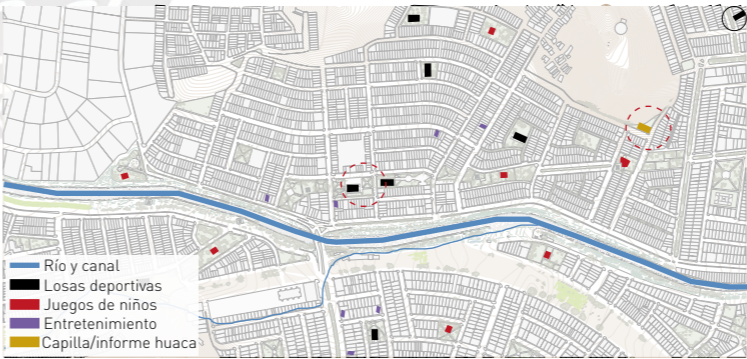 Río y canal
Losas deportivas
Juegos de niños
Entretenimiento
Capilla/informe huaca